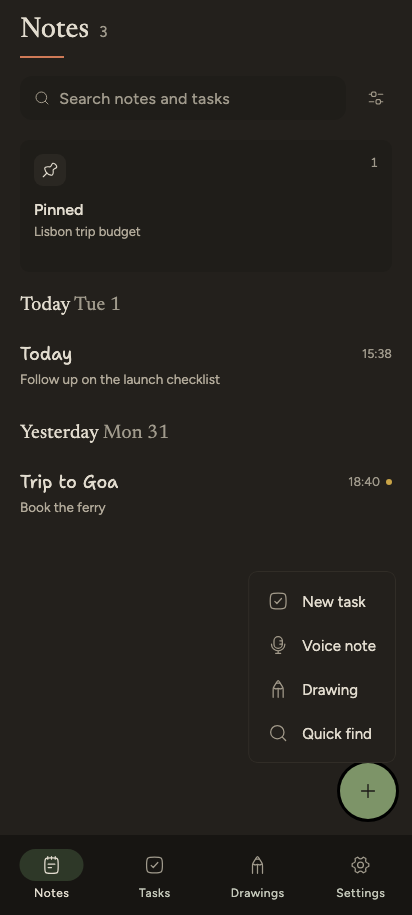 Notes 3
Search notes and tasks
1
Pinned
Lisbon trip budget
Today Tue 1
Today 15:38
Follow up on the launch checklist
Yesterday Mon 31
Trip to Goa 18:40
Book the ferry
New task
Voice note
Drawing
Quick find
Notes Tasks Drawings Settings